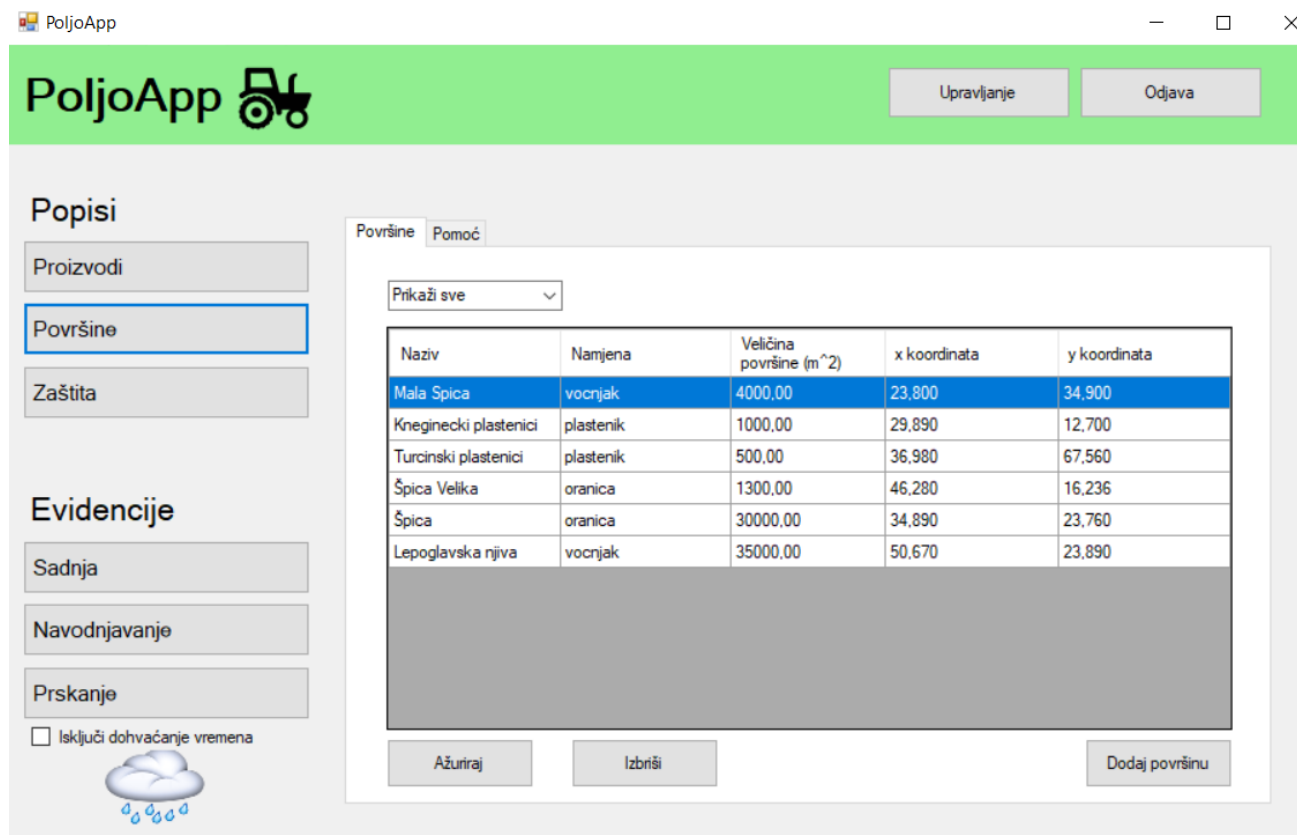 PoljoApp
PoljoApp
Upravljanje
Odjava
Popisi
Proizvodi
Površine
Zaštita
Evidencije
Sadnja
Navodnjavanje
Prskanje
Isključi dohvaćanje vremena
Površine Pomoć
Prikaži sve
Naziv Namjena Veličina površine (m^2) x koordinata y koordinata
Mala Spica vocnjak 4000,00 23,800 34,900
Kneginecki plastenici plastenik 1000,00 29,890 12,700
Turcinski plastenici plastenik 500,00 36,980 67,560
Špica Velika oranica 1300,00 46,280 16,236
Špica oranica 30000,00 34,890 23,760
Lepoglavska njiva vocnjak 35000,00 50,670 23,890
Ažuriraj Izbriši Dodaj površinu